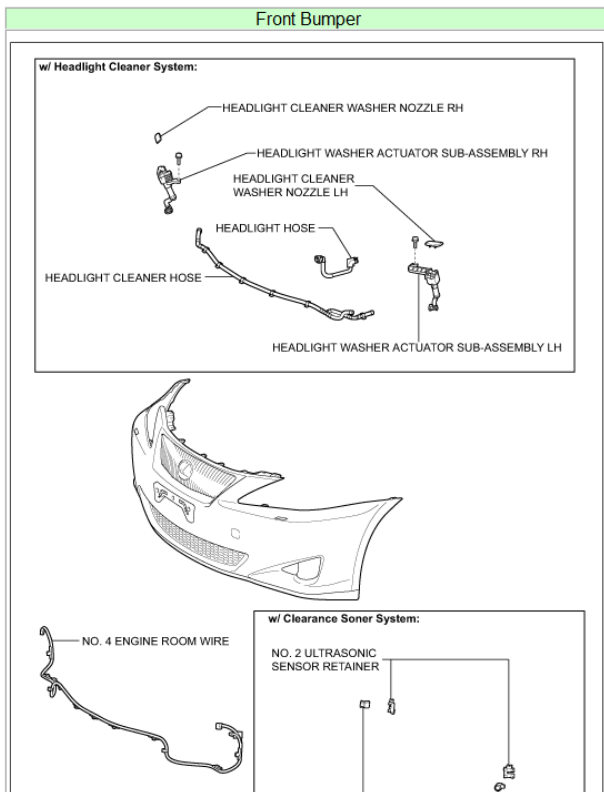 Front Bumper
w/ Headlight Cleaner System:
HEADLIGHT CLEANER WASHER NOZZLE RH
HEADLIGHT WASHER ACTUATOR SUB-ASSEMBLY RH
HEADLIGHT CLEANER
WASHER NOZZLE LH
HEADLIGHT HOSE
HEADLIGHT CLEANER HOSE
HEADLIGHT WASHER ACTUATOR SUB-ASSEMBLY LH
w/ Clearance Soner System:
NO. 4 ENGINE ROOM WIRE
NO. 2 ULTRASONIC
SENSOR RETAINER